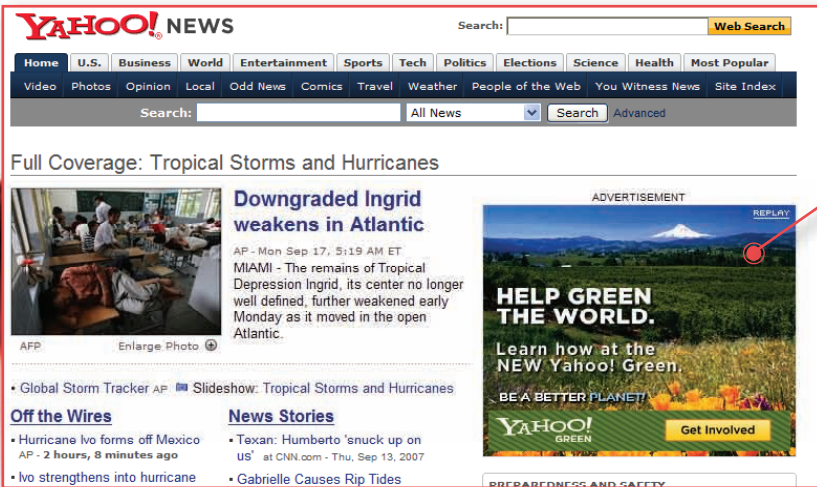 YAHOO! NEWS
Search:
Web Search
Home U.S. Business World Entertainment Sports Tech Politics Elections Science Health Most Popular
Video Photos Opinion Local Odd News Comics Travel Weather People of the Web You Witness News Site Index
Search: All News Search Advanced
Full Coverage: Tropical Storms and Hurricanes
AFP Enlarge Photo
Downgraded Ingrid
weakens in Atlantic
AP - Mon Sep 17, 5:19 AM ET
MIAMI - The remains of Tropical
Depression Ingrid, its center no longer
well defined, further weakened early
Monday as it moved in the open
Atlantic.
▪ Global Storm Tracker AP Slideshow: Tropical Storms and Hurricanes
Off the Wires
▪ Hurricane Ivo forms off Mexico
AP - 2 hours, 8 minutes ago
▪ Ivo strengthens into hurricane
News Stories
▪ Texan: Humberto 'snuck up on
us' at CNN.com - Thu, Sep 13, 2007
▪ Gabrielle Causes Rip Tides
ADVERTISEMENT
REPLAY
HELP GREEN
THE WORLD.
Learn how at the
NEW Yahoo! Green.
BE A BETTER PLANET!
YAHOO!
GREEN
Get Involved
PREPAREDNESS AND SAFETY